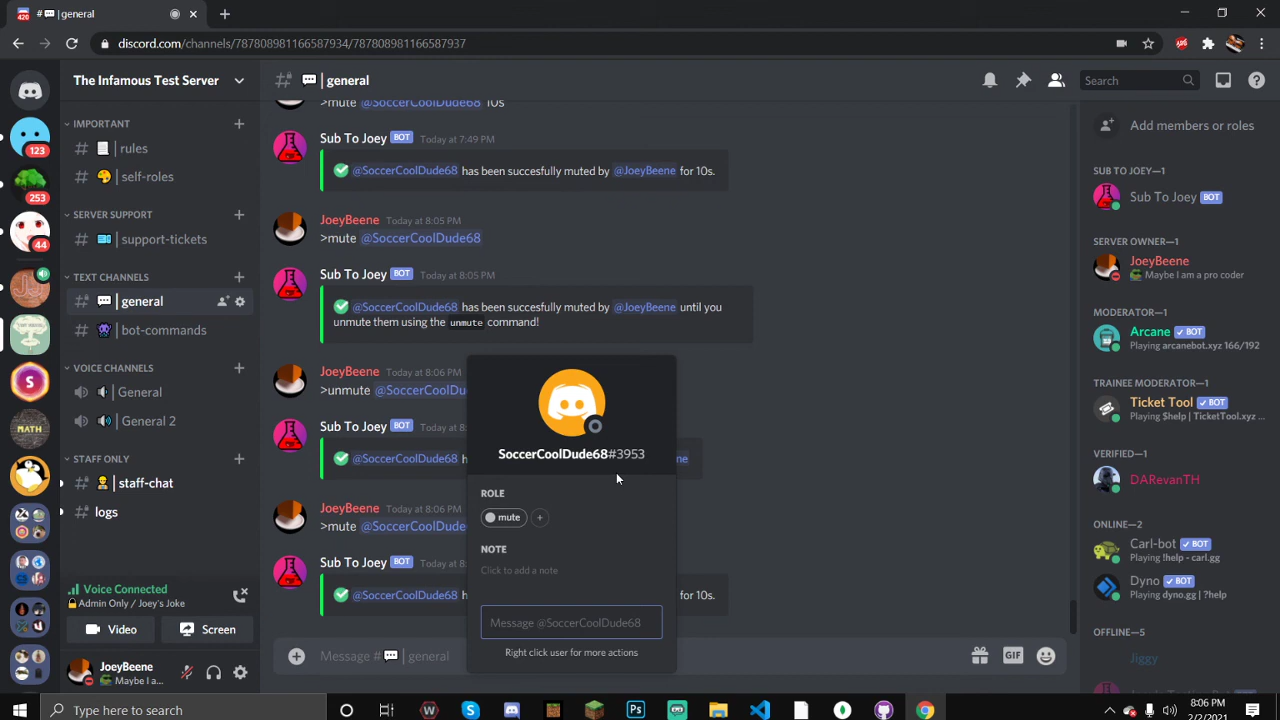 420
# 💬 | general
discord.com/channels/787808981166587934/787808981166587937
ABP
123
253
44
MATH
The Infamous Test Server
IMPORTANT
# 📃 | rules
# 🎨 | self-roles
SERVER SUPPORT
# 🎫 | support-tickets
TEXT CHANNELS
# 💬 | general
# 👾 | bot-commands
VOICE CHANNELS
🔈 | General
🔊 | General 2
STAFF ONLY
# 👮 | staff-chat
# logs
Voice Connected
🔒 Admin Only / Joey's Joke
Video
Screen
JoeyBeene
Maybe I a...
# 💬 | general
Search
>mute @SoccerCoolDude68 10s
Sub To Joey BOT Today at 7:49 PM
✅ @SoccerCoolDude68 has been succesfully muted by @JoeyBeene for 10s.
JoeyBeene Today at 8:05 PM
>mute @SoccerCoolDude68
Sub To Joey BOT Today at 8:05 PM
✅ @SoccerCoolDude68 has been succesfully muted by @JoeyBeene until you
unmute them using the unmute command!
JoeyBeene Today at 8:06 PM
>unmute @SoccerCoolDu
Sub To Joey BOT Today at 8:
✅ @SoccerCoolDude68 h
ne
JoeyBeene Today at 8:06 PM
>mute @SoccerCoolDu
Sub To Joey BOT Today at 8:
✅ @SoccerCoolDude68 h
for 10s.
SoccerCoolDude68#3953
ROLE
mute +
NOTE
Click to add a note
Message @SoccerCoolDude68
Right click user for more actions
Message # 💬 | general
GIF
Add members or roles
SUB TO JOEY—1
Sub To Joey BOT
SERVER OWNER—1
JoeyBeene
Maybe I am a pro coder
MODERATOR—1
Arcane ✓ BOT
Playing arcanebot.xyz 166/192
TRAINEE MODERATOR—1
Ticket Tool ✓ BOT
Playing $help | TicketTool.xyz ...
VERIFIED—1
DARevanTH
ONLINE—2
Carl-bot ✓ BOT
Playing !help - carl.gg
Dyno ✓ BOT
Playing dyno.gg | ?help
OFFLINE—5
Jiggy
Type here to search
8:06 PM
2/2/2021